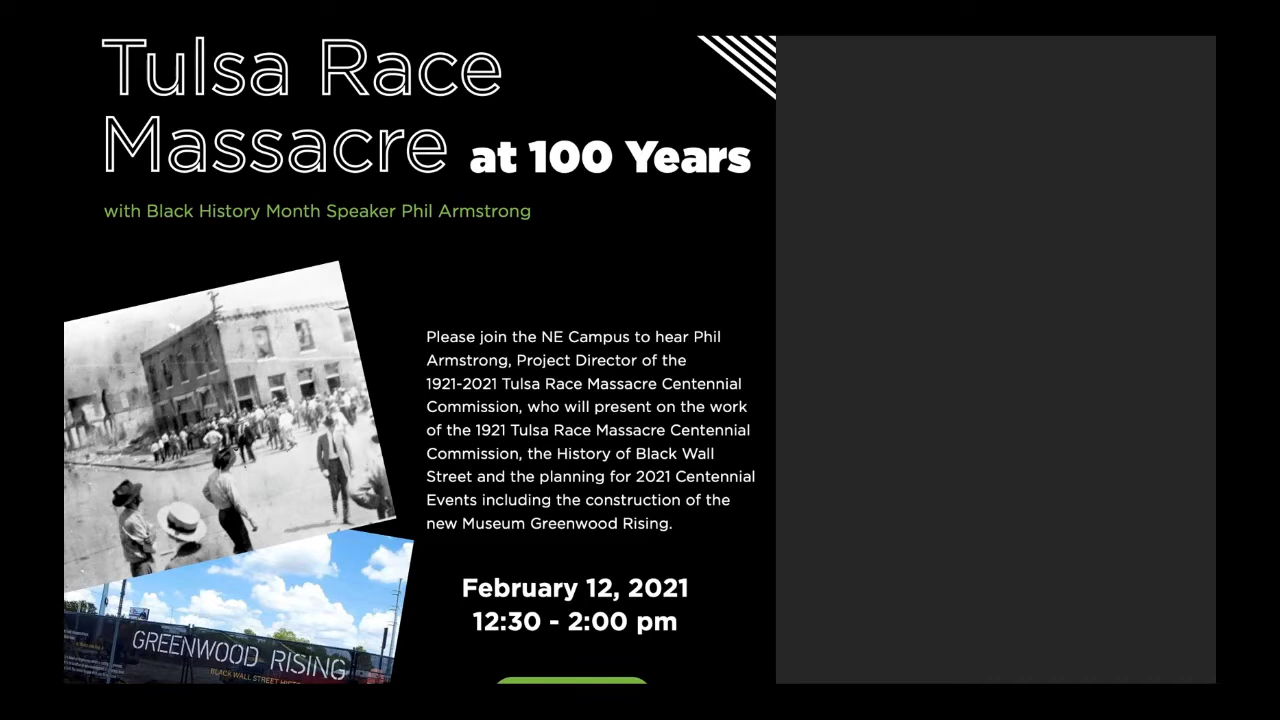 Tulsa Race
Massacre at 100 Years
with Black History Month Speaker Phil Armstrong
Please join the NE Campus to hear Phil
Armstrong, Project Director of the
1921-2021 Tulsa Race Massacre Centennial
Commission, who will present on the work
of the 1921 Tulsa Race Massacre Centennial
Commission, the History of Black Wall
Street and the planning for 2021 Centennial
Events including the construction of the
new Museum Greenwood Rising.
February 12, 2021
12:30 - 2:00 pm
GREENWOOD RISING
BLACK WALL STREET